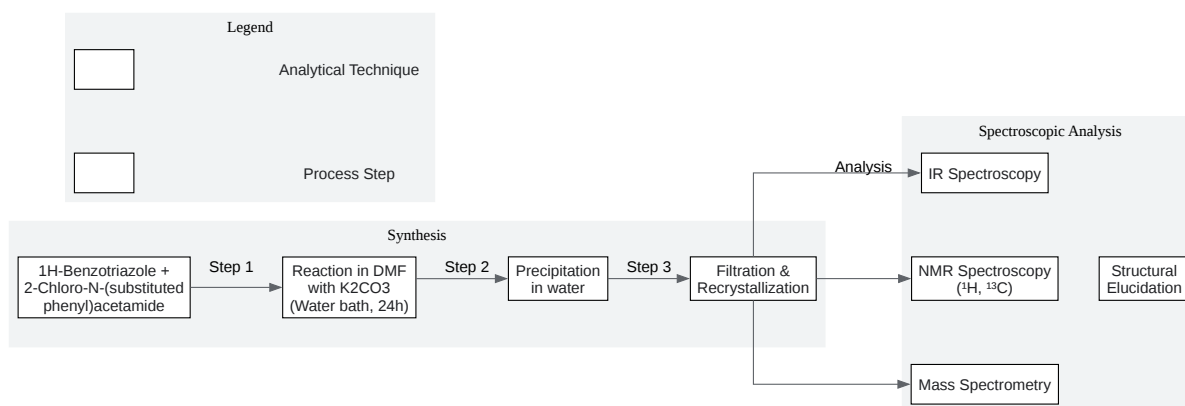 Legend
Analytical Technique
Process Step
Spectroscopic Analysis
Analysis
IR Spectroscopy
Synthesis
1H-Benzotriazole +
2-Chloro-N-(substituted
phenyl)acetamide
Step 1
Reaction in DMF
with K2CO3
(Water bath, 24h)
Step 2
Precipitation
in water
Step 3
Filtration &
Recrystallization
NMR Spectroscopy
(¹H, ¹³C)
Structural
Elucidation
Mass Spectrometry